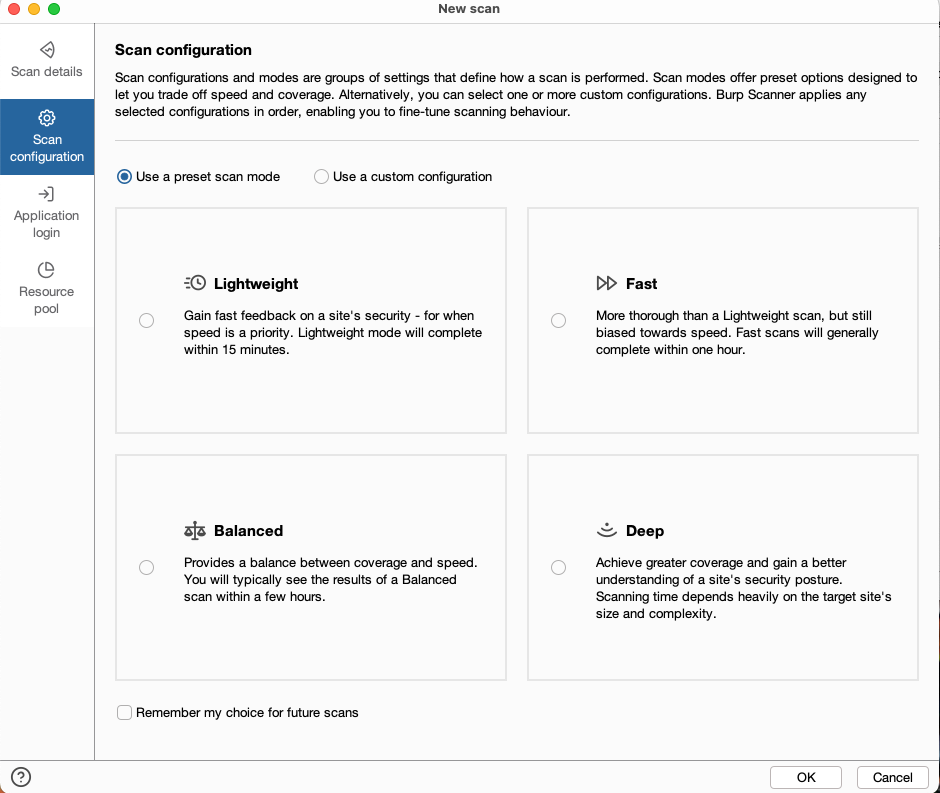 New scan
Scan details
Scan
configuration
Application
login
Resource
pool
Scan configuration
Scan configurations and modes are groups of settings that define how a scan is performed. Scan modes offer preset options designed to
let you trade off speed and coverage. Alternatively, you can select one or more custom configurations. Burp Scanner applies any
selected configurations in order, enabling you to fine-tune scanning behaviour.
Use a preset scan mode
Use a custom configuration
Lightweight
Gain fast feedback on a site's security - for when
speed is a priority. Lightweight mode will complete
within 15 minutes.
Fast
More thorough than a Lightweight scan, but still
biased towards speed. Fast scans will generally
complete within one hour.
Balanced
Provides a balance between coverage and speed.
You will typically see the results of a Balanced
scan within a few hours.
Deep
Achieve greater coverage and gain a better
understanding of a site's security posture.
Scanning time depends heavily on the target site's
size and complexity.
Remember my choice for future scans
?
OK
Cancel